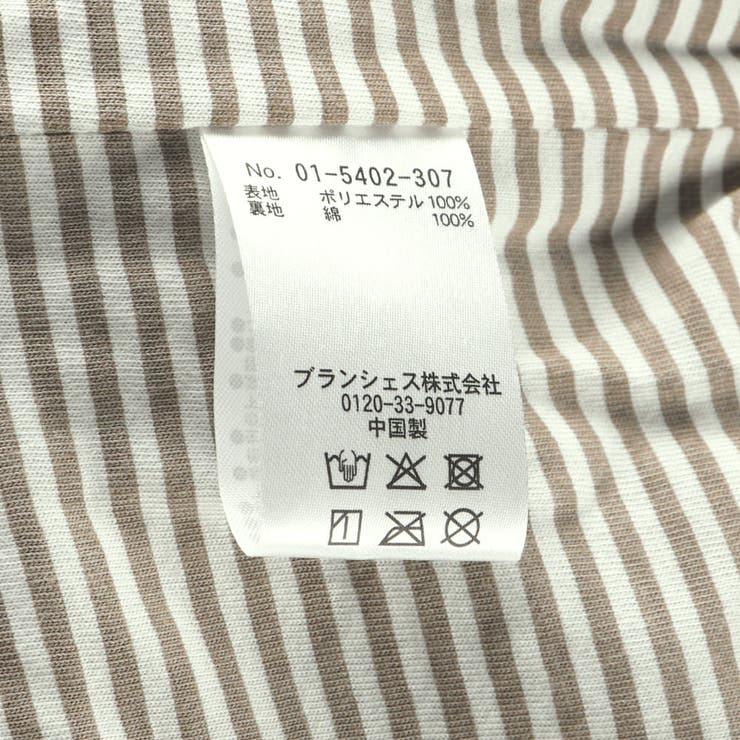 No. 01-5402-307
表地 ポリエステル 100%
裏地 綿 100%
ブランシェス株式会社
0120-33-9077
中国製